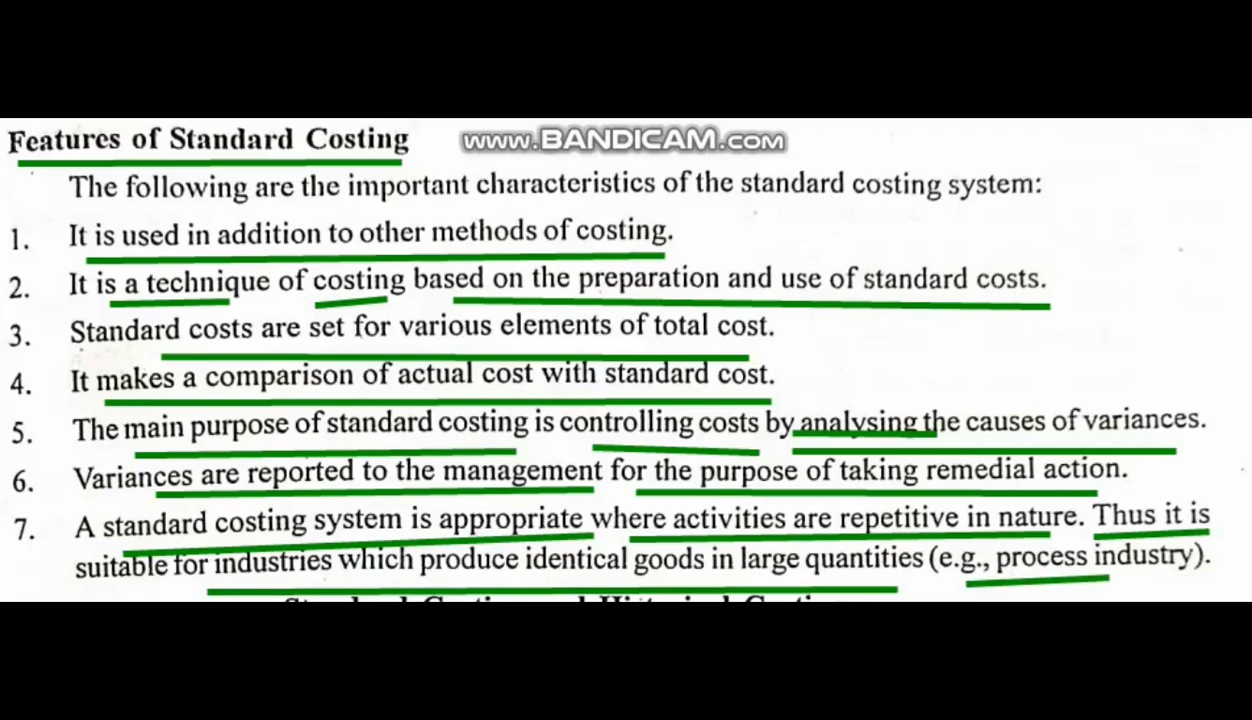 Features of Standard Costing
www.BANDICAM.com
The following are the important characteristics of the standard costing system:
1. It is used in addition to other methods of costing.
2. It is a technique of costing based on the preparation and use of standard costs.
3. Standard costs are set for various elements of total cost.
4. It makes a comparison of actual cost with standard cost.
5. The main purpose of standard costing is controlling costs by analysing the causes of variances.
6. Variances are reported to the management for the purpose of taking remedial action.
7. A standard costing system is appropriate where activities are repetitive in nature. Thus it is
suitable for industries which produce identical goods in large quantities (e.g., process industry).